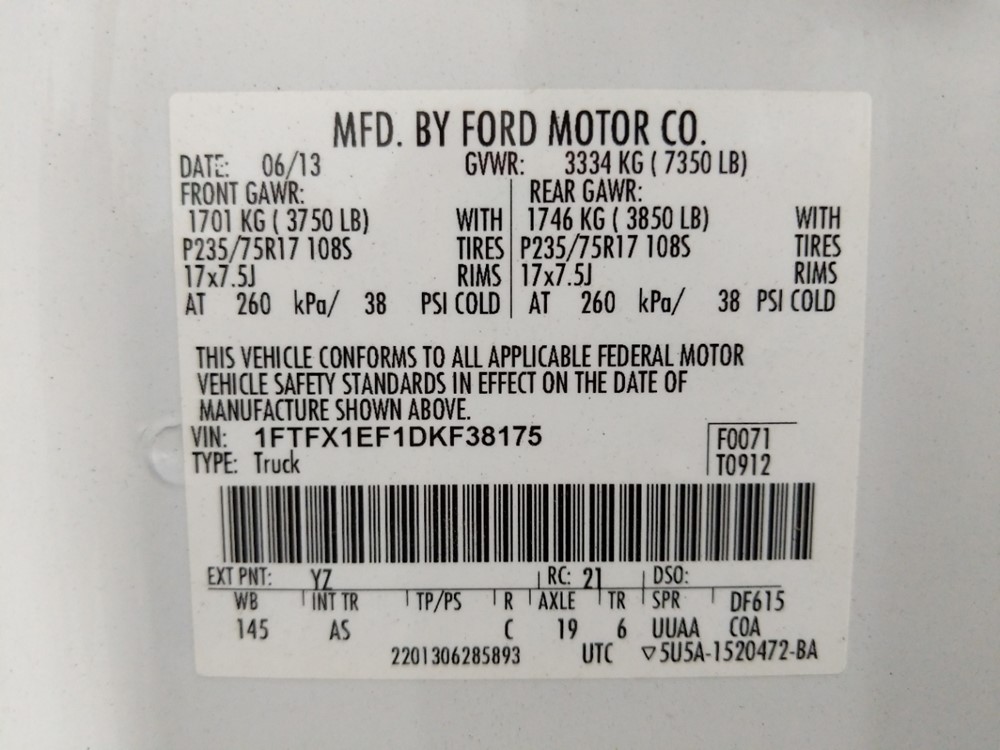 MFD. BY FORD MOTOR CO.
DATE: 06/13 GVWR: 3334 KG ( 7350 LB)
FRONT GAWR: REAR GAWR:
1701 KG ( 3750 LB) WITH 1746 KG ( 3850 LB) WITH
P235/75R17 108S TIRES P235/75R17 108S TIRES
17x7.5J RIMS 17x7.5J RIMS
AT 260 kPa/ 38 PSI COLD AT 260 kPa/ 38 PSI COLD
THIS VEHICLE CONFORMS TO ALL APPLICABLE FEDERAL MOTOR
VEHICLE SAFETY STANDARDS IN EFFECT ON THE DATE OF
MANUFACTURE SHOWN ABOVE.
VIN: 1FTFX1EF1DKF38175 F0071
TYPE: Truck T0912
EXT PNT: YZ RC: 21 DSO:
WB INT TR TP/PS R AXLE TR SPR DF615
145 AS C 19 6 UUAA COA
2201306285893 UTC ▽5U5A-1520472-BA